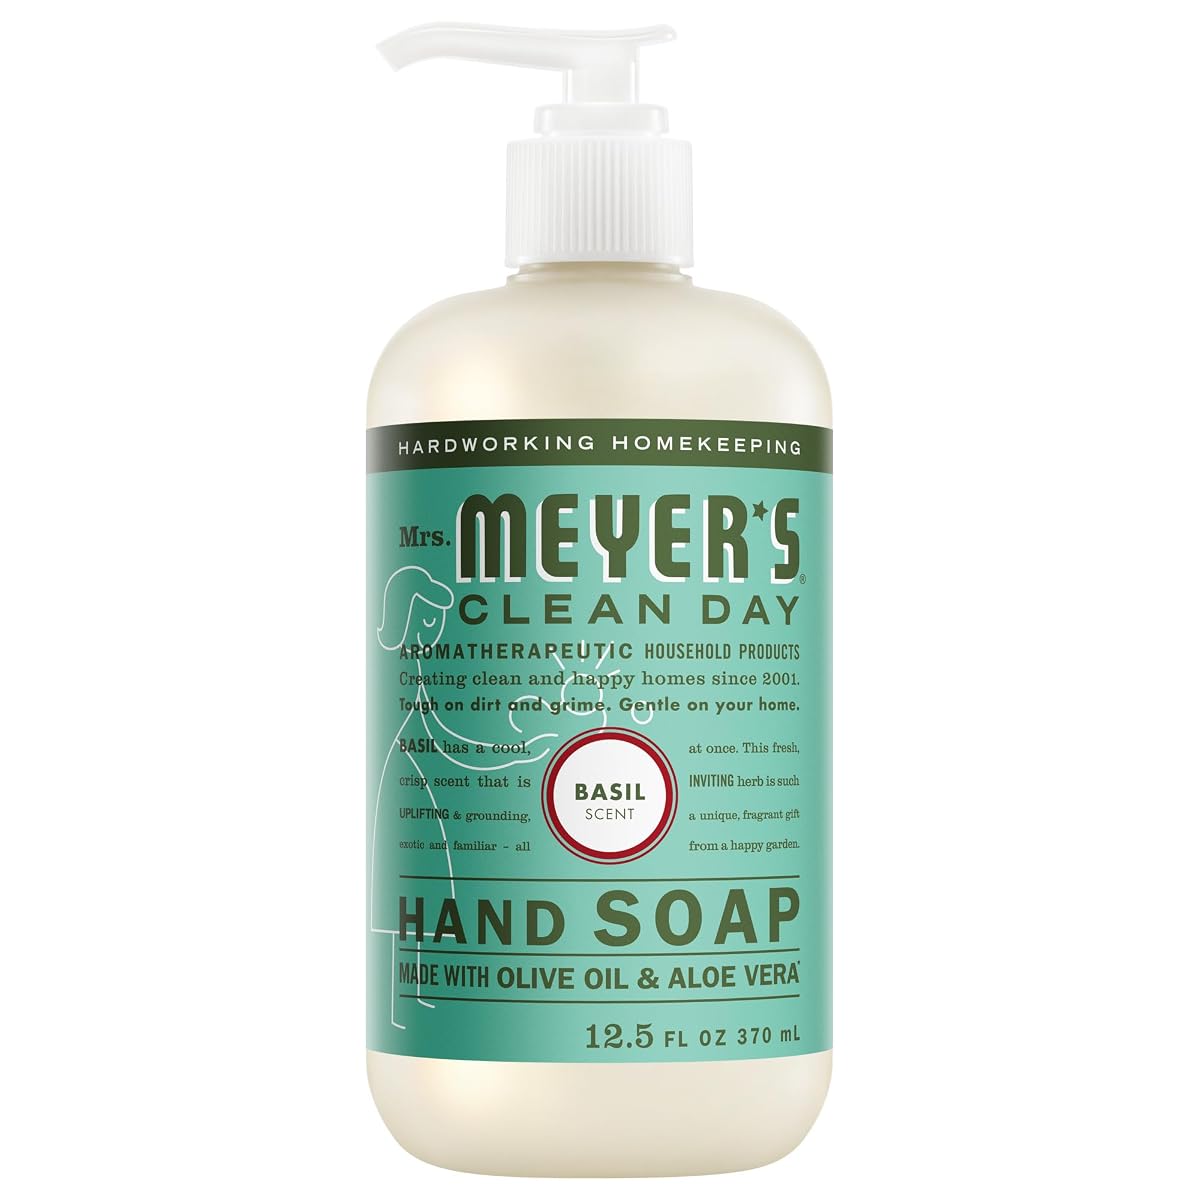 HARDWORKING HOMEKEEPING
Mrs. MEYER'S®
CLEAN DAY
AROMATHERAPEUTIC HOUSEHOLD PRODUCTS
Creating clean and happy homes since 2001.
Tough on dirt and grime. Gentle on your home.
BASIL has a cool,
crisp scent that is
UPLIFTING & grounding,
exotic and familiar - all
at once. This fresh,
INVITING herb is such
a unique, fragrant gift
from a happy garden.
BASIL
SCENT
HAND SOAP
MADE WITH OLIVE OIL & ALOE VERA*
12.5 FL OZ 370 mL